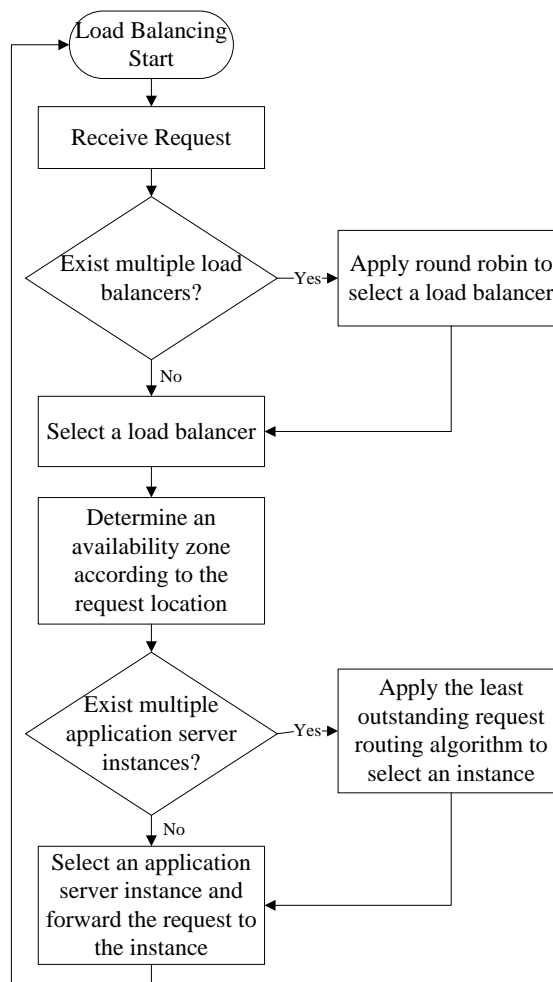 Load Balancing
Start
Receive Request
Exist multiple load
balancers?
Yes
Apply round robin to
select a load balancer
No
Select a load balancer
Determine an
availability zone
according to the
request location
Exist multiple
application server
instances?
Yes
Apply the least
outstanding request
routing algorithm to
select an instance
No
Select an application
server instance and
forward the request to
the instance